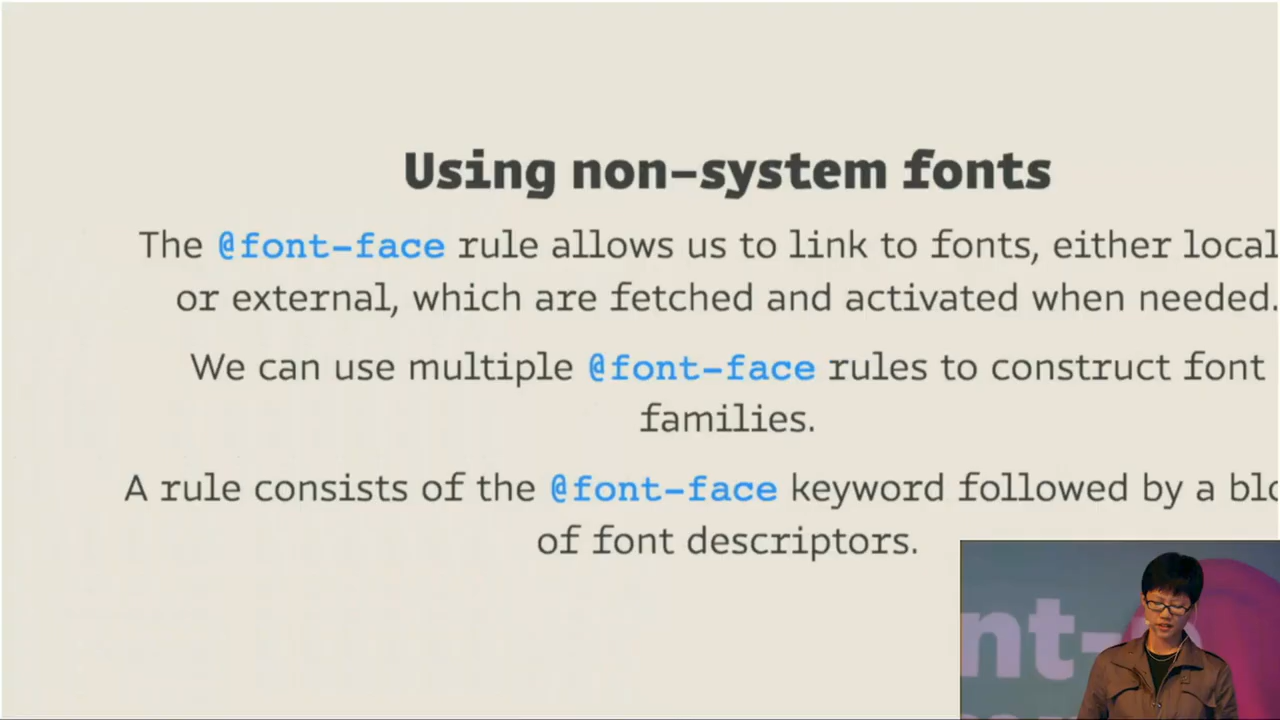 Using non-system fonts
The @font-face rule allows us to link to fonts, either local
or external, which are fetched and activated when needed.
We can use multiple @font-face rules to construct font
families.
A rule consists of the @font-face keyword followed by a blo
of font descriptors.
nt-